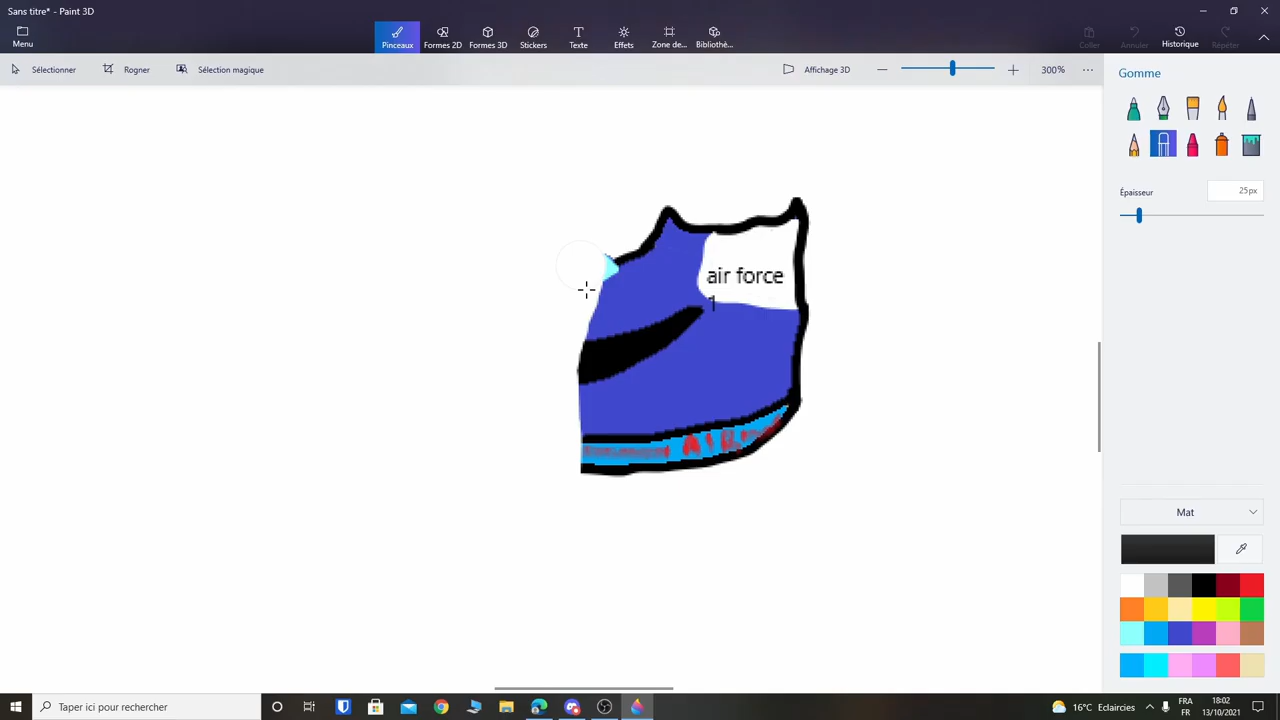 Sans titre* - Paint 3D
Menu
Pinceaux
Formes 2D
Formes 3D
Stickers
Texte
Effets
Zone de...
Bibliothè...
Coller
Annuler
Historique
Répéter
Sélectionner
Rogner
Sélection magique
Affichage 3D
300%
Gomme
Épaisseur
25px
air force
1
Mat
Taper ici pour rechercher
16°C Eclaircies
FRA
FR
18:02
13/10/2021